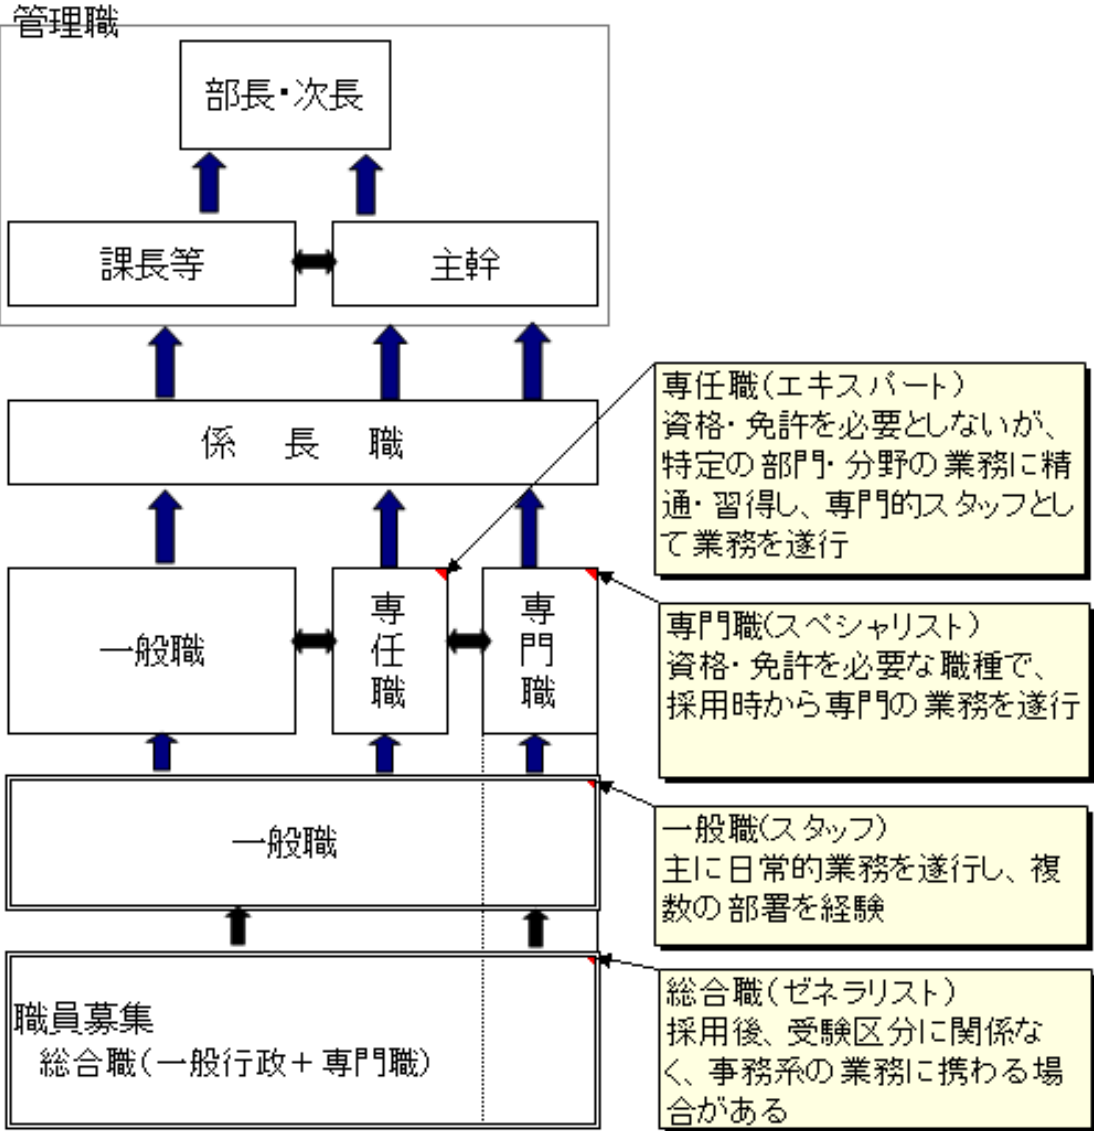 管理職
部長・次長
課長等
主幹
係長職
専任職(エキスパート)
資格・免許を必要としないが、
特定の部門・分野の業務に精
通・習得し、専門的スタッフとし
て業務を遂行
一般職
専任職
専門職
専門職(スペシャリスト)
資格・免許を必要な職種で、
採用時から専門の業務を遂行
一般職
一般職(スタッフ)
主に日常的業務を遂行し、複
数の部署を経験
職員募集
総合職(一般行政+専門職)
総合職(ゼネラリスト)
採用後、受験区分に関係な
く、事務系の業務に携わる場
合がある